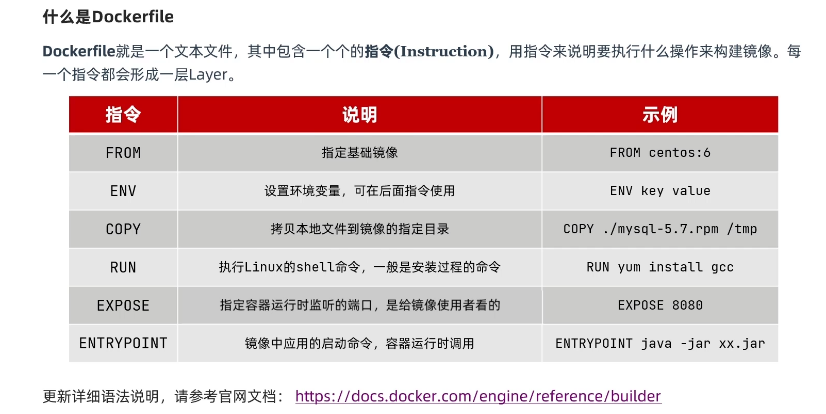 什么是Dockerfile
Dockerfile就是一个文本文件，其中包含一个个的指令(Instruction)，用指令来说明要执行什么操作来构建镜像。每
一个指令都会形成一层Layer。
指令 说明 示例
FROM 指定基础镜像 FROM centos:6
ENV 设置环境变量，可在后面指令使用 ENV key value
COPY 拷贝本地文件到镜像的指定目录 COPY ./mysql-5.7.rpm /tmp
RUN 执行Linux的shell命令，一般是安装过程的命令 RUN yum install gcc
EXPOSE 指定容器运行时监听的端口，是给镜像使用者看的 EXPOSE 8080
ENTRYPOINT 镜像中应用的启动命令，容器运行时调用 ENTRYPOINT java -jar xx.jar
更新详细语法说明，请参考官网文档： https://docs.docker.com/engine/reference/builder